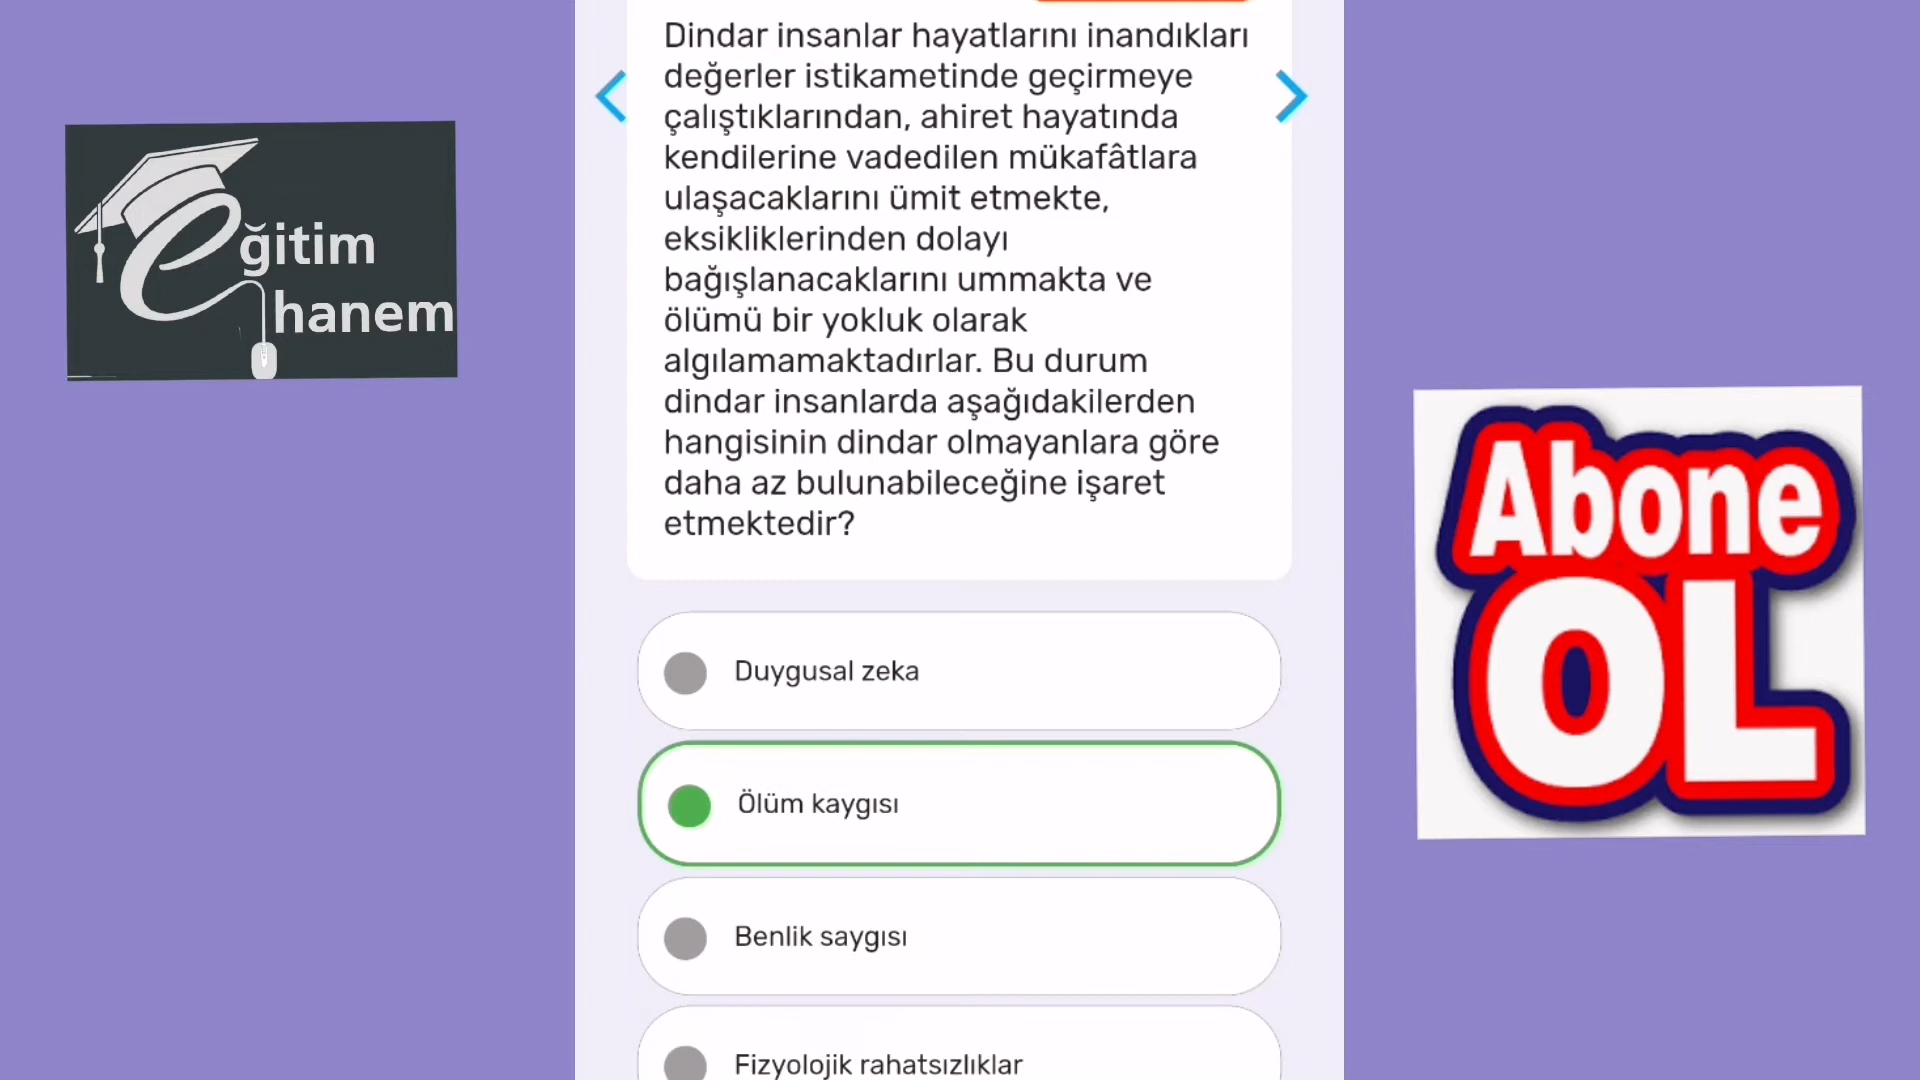 Dindar insanlar hayatlarını inandıkları
değerler istikametinde geçirmeye
çalıştıklarından, ahiret hayatında
kendilerine vadedilen mükafâtlara
ulaşacaklarını ümit etmekte,
eksikliklerinden dolayı
bağışlanacaklarını ummakta ve
ölümü bir yokluk olarak
algılamamaktadırlar. Bu durum
dindar insanlarda aşağıdakilerden
hangisinin dindar olmayanlara göre
daha az bulunabileceğine işaret
etmektedir?
Duygusal zeka
Ölüm kaygısı
Benlik saygısı
Fizyolojik rahatsızlıklar
eğitim
hanem
Abone
OL